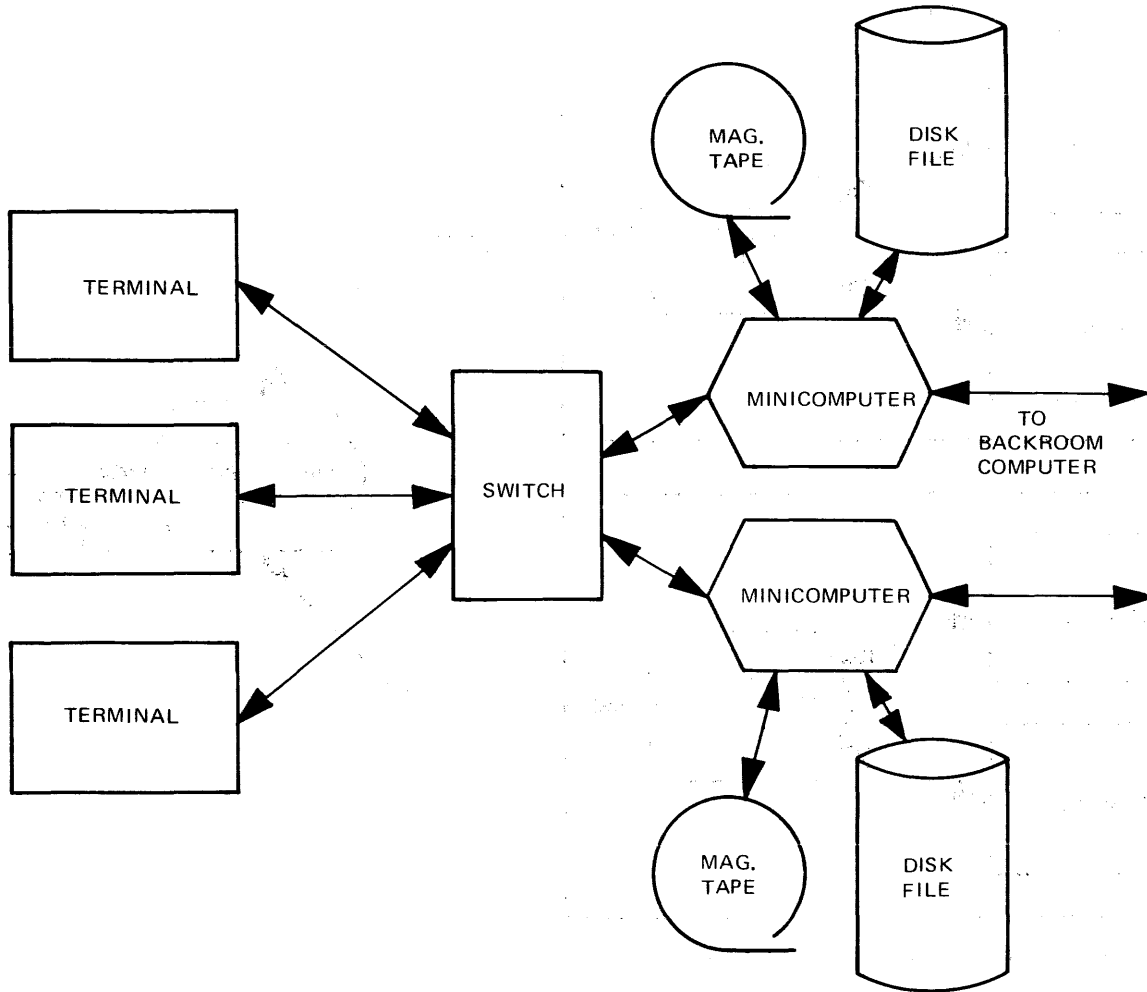 MAG.
TAPE
DISK
FILE
TERMINAL
MINICOMPUTER
TO
BACKROOM
COMPUTER
TERMINAL
SWITCH
MINICOMPUTER
TERMINAL
MAG.
TAPE
DISK
FILE